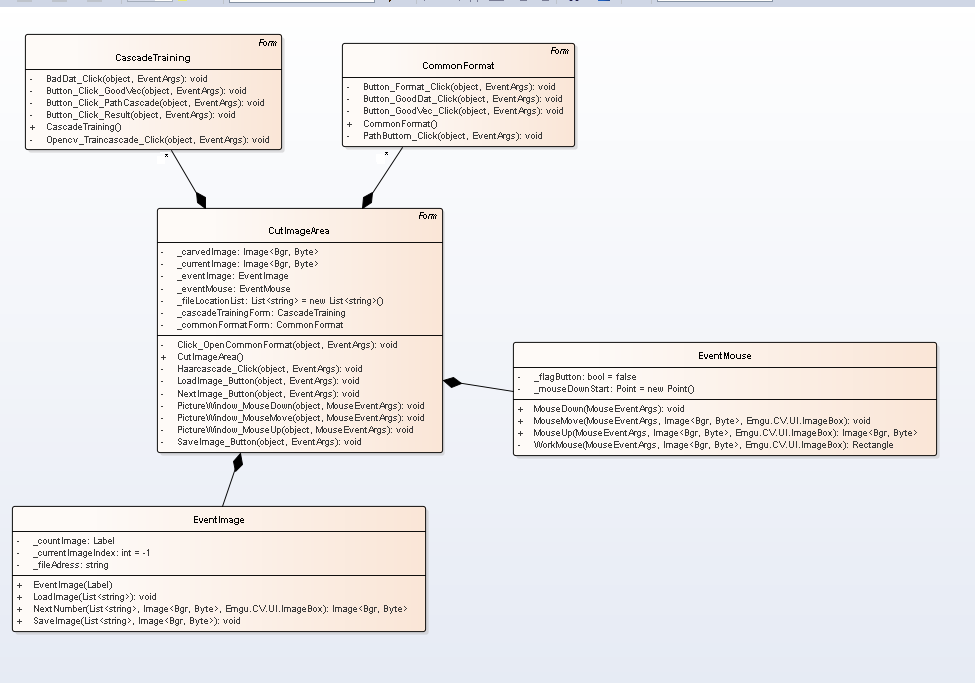 Form
CascadeTraining
- BadDat_Click(object, EventArgs): void
- Button_Click_GoodVec(object, EventArgs): void
- Button_Click_PathCascade(object, EventArgs): void
- Button_Click_Result(object, EventArgs): void
+ CascadeTraining()
- Opencv_Traincascade_Click(object, EventArgs): void
*
Form
CommonFormat
- Button_Format_Click(object, EventArgs): void
- Button_GoodDat_Click(object, EventArgs): void
- Button_GoodVec_Click(object, EventArgs): void
+ CommonFormat()
- PathButtom_Click(object, EventArgs): void
*
Form
CutImageArea
- _carvedImage: Image<Bgr, Byte>
- _currentImage: Image<Bgr, Byte>
- _eventImage: EventImage
- _eventMouse: EventMouse
- _fileLocationList: List<string> = new List<string>()
- _cascadeTrainingForm: CascadeTraining
- _commonFormatForm: CommonFormat
- Click_OpenCommonFormat(object, EventArgs): void
+ CutImageArea()
- Haarcascade_Click(object, EventArgs): void
- LoadImage_Button(object, EventArgs): void
- NextImage_Button(object, EventArgs): void
- PictureWindow_MouseDown(object, MouseEventArgs): void
- PictureWindow_MouseMove(object, MouseEventArgs): void
- PictureWindow_MouseUp(object, MouseEventArgs): void
- SaveImage_Button(object, EventArgs): void
EventMouse
- _flagButton: bool = false
- _mouseDownStart: Point = new Point()
+ MouseDown(MouseEventArgs): void
+ MouseMove(MouseEventArgs, Image<Bgr, Byte>, Emgu.CV.UI.ImageBox): void
+ MouseUp(MouseEventArgs, Image<Bgr, Byte>, Emgu.CV.UI.ImageBox): Image<Bgr, Byte>
- WorkMouse(MouseEventArgs, Image<Bgr, Byte>, Emgu.CV.UI.ImageBox): Rectangle
EventImage
- _countImage: Label
- _currentImageIndex: int = -1
- _fileAdress: string
+ EventImage(Label)
+ LoadImage(List<string>): void
+ NextNumber(List<string>, Image<Bgr, Byte>, Emgu.CV.UI.ImageBox): Image<Bgr, Byte>
+ SaveImage(List<string>, Image<Bgr, Byte>): void